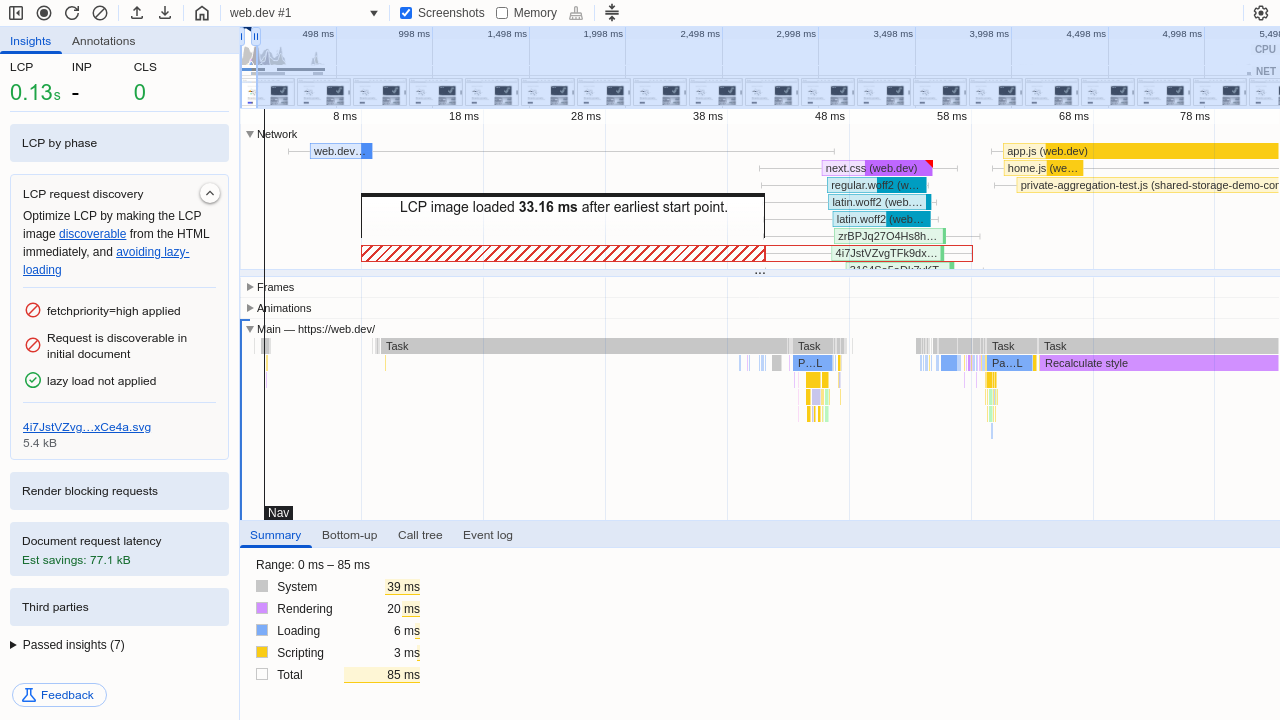 web.dev #1
Screenshots
Memory
Insights
Annotations
LCP
INP
CLS
0.13s
-
0
LCP by phase
LCP request discovery
Optimize LCP by making the LCP
image discoverable from the HTML
immediately, and avoiding lazy-
loading
fetchpriority=high applied
Request is discoverable in
initial document
lazy load not applied
4i7JstVZvg…xCe4a.svg
5.4 kB
Render blocking requests
Document request latency
Est savings: 77.1 kB
Third parties
Passed insights (7)
Feedback
498 ms
998 ms
1,498 ms
1,998 ms
2,498 ms
2,998 ms
3,498 ms
3,998 ms
4,498 ms
4,998 ms
5,498
CPU
NET
8 ms
18 ms
28 ms
38 ms
48 ms
58 ms
68 ms
78 ms
Network
web.dev…
app.js (web.dev)
next.css (web.dev)
home.js (we…
regular.woff2 (w…
private-aggregation-test.js (shared-storage-demo-cor
latin.woff2 (web.…
LCP image loaded 33.16 ms after earliest start point.
latin.woff2 (web…
zrBPJq27O4Hs8h…
4i7JstVZvgTFk9dx…
…
Frames
Animations
Main — https://web.dev/
Task
Task
Task
Task
P…L
Pa…L
Recalculate style
Nav
Summary
Bottom-up
Call tree
Event log
Range: 0 ms – 85 ms
System
39 ms
Rendering
20 ms
Loading
6 ms
Scripting
3 ms
Total
85 ms